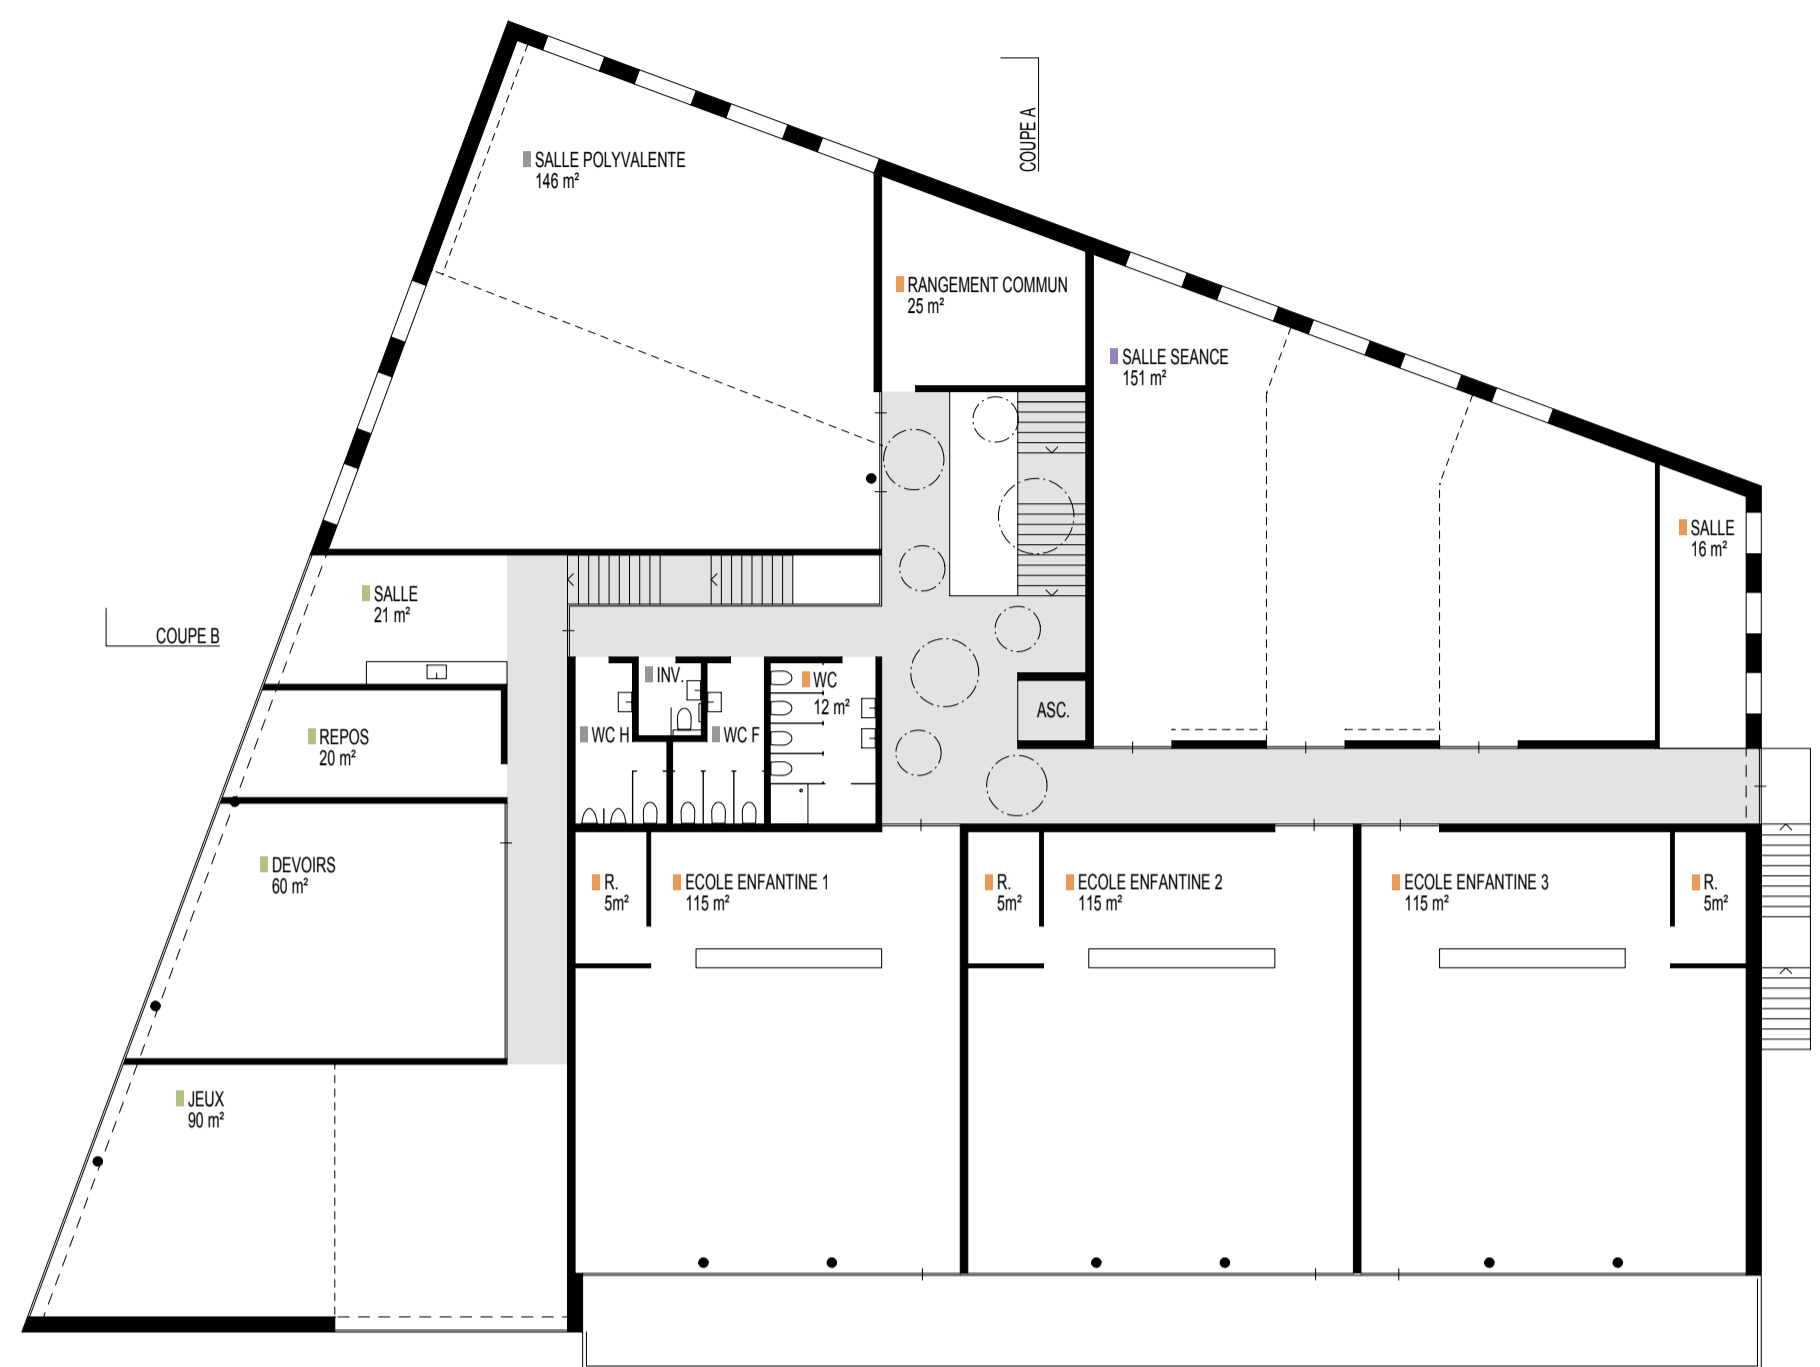 COUPE A
SALLE POLYVALENTE
146 m²
RANGEMENT COMMUN
25 m²
SALLE SEANCE
151 m²
SALLE
16 m²
SALLE
21 m²
COUPE B
INV.
WC
12 m²
ASC.
WC H
WC F
REPOS
20 m²
DEVOIRS
60 m²
R.
5m²
ECOLE ENFANTINE 1
115 m²
R.
5m²
ECOLE ENFANTINE 2
115 m²
ECOLE ENFANTINE 3
115 m²
R.
5m²
JEUX
90 m²